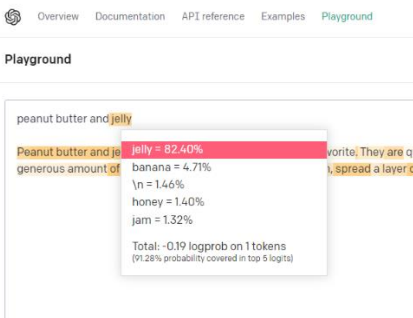 Overview Documentation API reference Examples Playground
Playground
peanut butter and jelly
Peanut butter and je vorite. They are q
generous amount of , spread a layer
jelly = 82.40%
banana = 4.71%
\n = 1.46%
honey = 1.40%
jam = 1.32%
Total: -0.19 logprob on 1 tokens
(91.28% probability covered in top 5 logits)